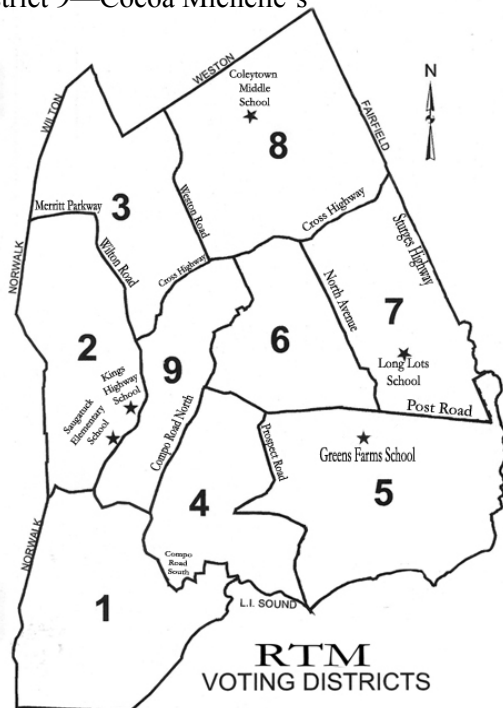 trict 9—Cocoa Michelle's
WESTON
Coleytown
Middle
School
N
WILTON
FAIRFIELD
8
3
Merritt Parkway
Weston Road
Cross Highway
Sturges Highway
Wilton Road
Cross Highway
NORWALK
North Avenue
7
6
2
9
Long Lots
School
Kings
Highway
School
Saugatuck
Elementary
School
Post Road
Compo Road North
Prospect Road
Greens Farms School
5
4
NORWALK
Compo
Road
South
1
L.I. SOUND
RTM
VOTING DISTRICTS